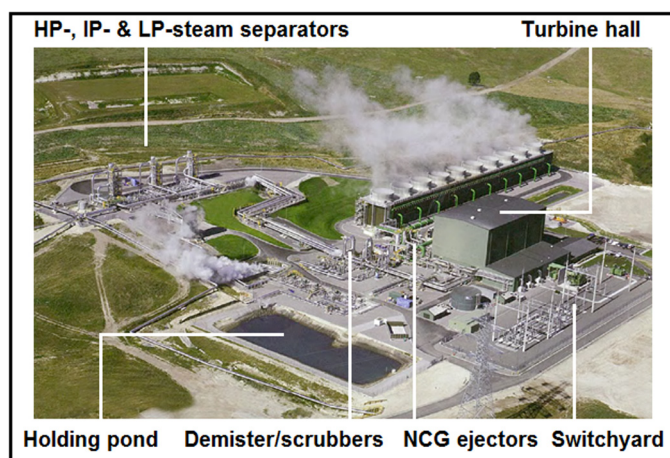 HP-, IP- & LP-steam separators
Turbine hall
Holding pond
Demister/scrubbers
NCG ejectors
Switchyard